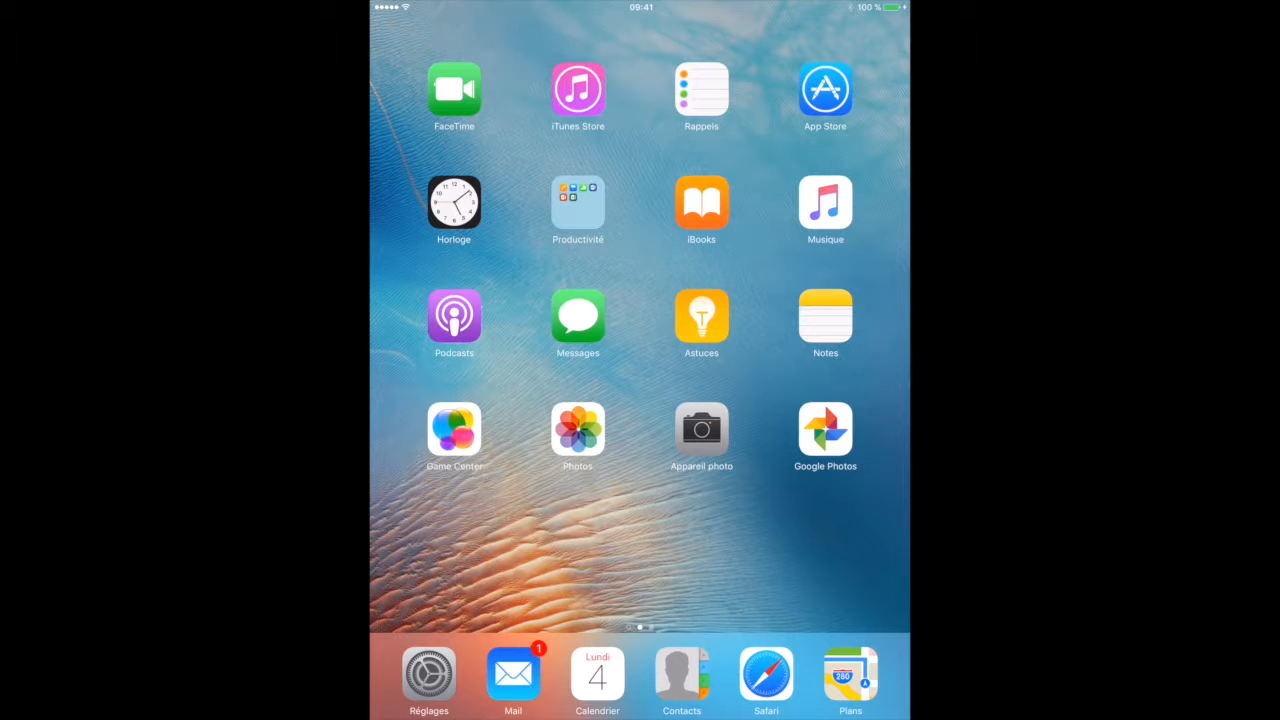 09:41
100 %
FaceTime
iTunes Store
Rappels
App Store
Horloge
Productivité
iBooks
Musique
Podcasts
Messages
Astuces
Notes
Game Center
Photos
Appareil photo
Google Photos
1
Lundi
4
280
Réglages
Mail
Calendrier
Contacts
Safari
Plans